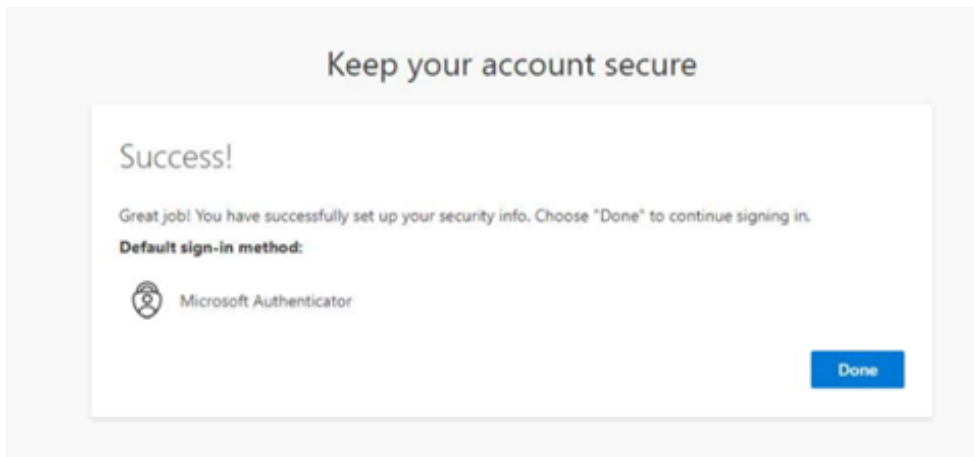 Keep your account secure
Success!
Great job! You have successfully set up your security info. Choose "Done" to continue signing in.
Default sign-in method:
Microsoft Authenticator
Done